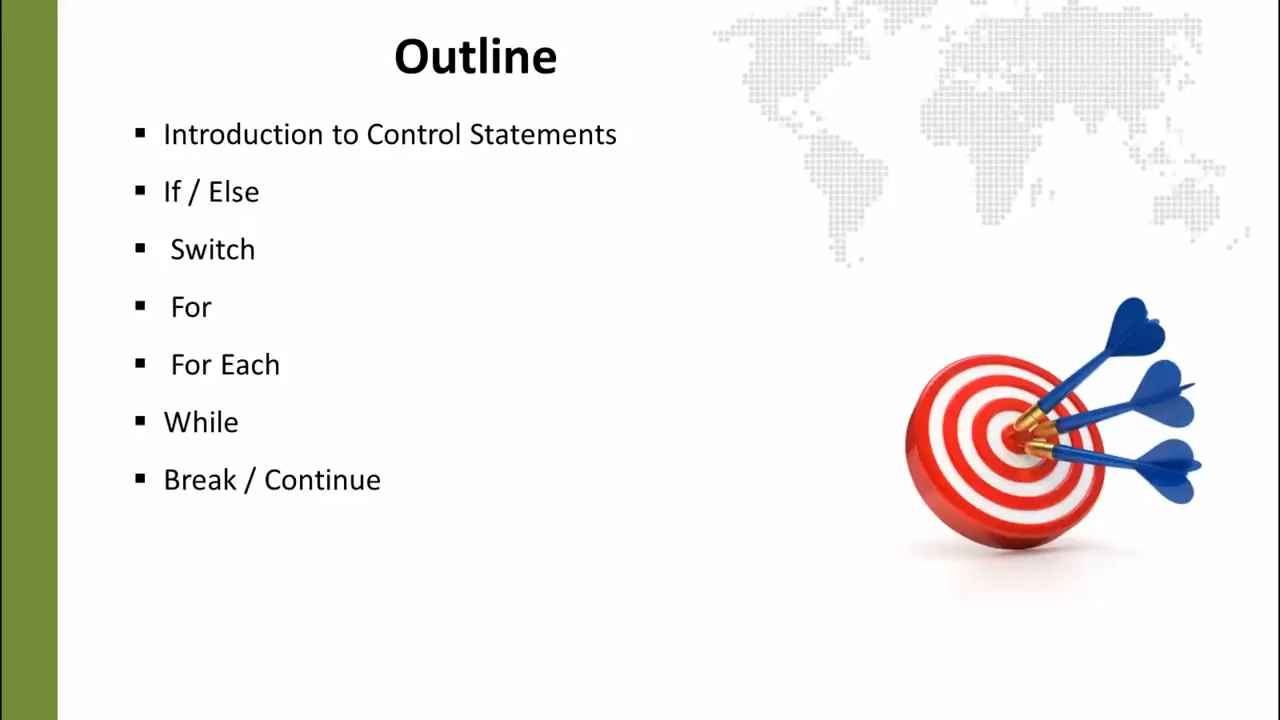 Outline
▪ Introduction to Control Statements
▪ If / Else
▪ Switch
▪ For
▪ For Each
▪ While
▪ Break / Continue